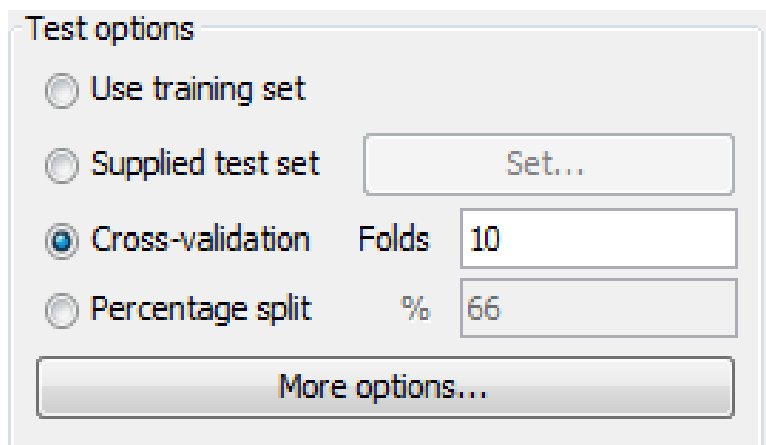 Test options
Use training set
Supplied test set Set...
Cross-validation Folds 10
Percentage split % 66
More options...